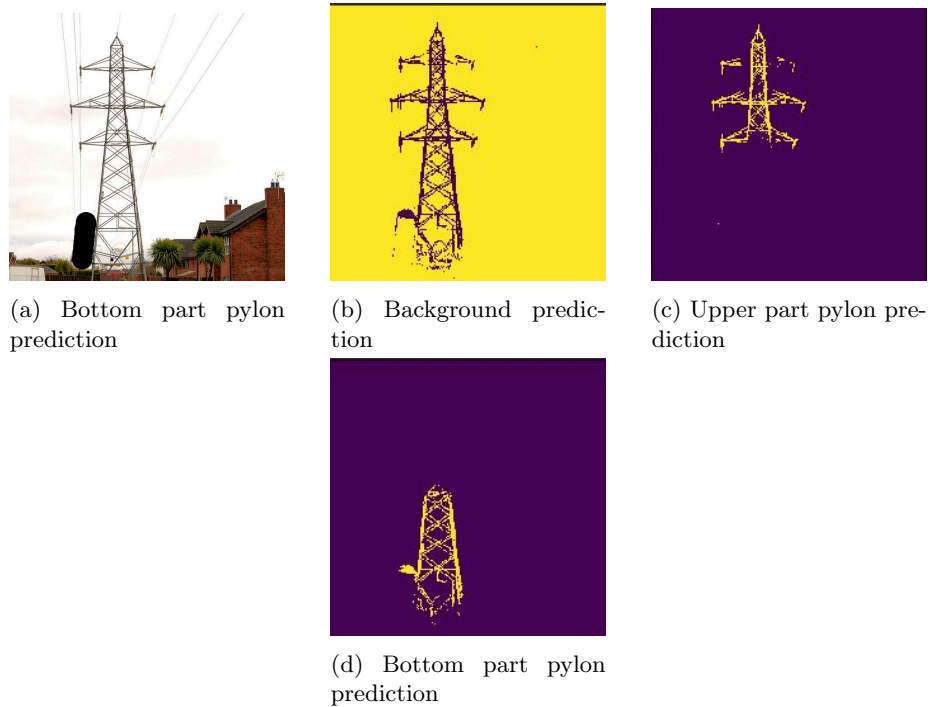 (a) Bottom part pylon
prediction
(b) Background predic-
tion
(c) Upper part pylon pre-
diction
(d) Bottom part pylon
prediction